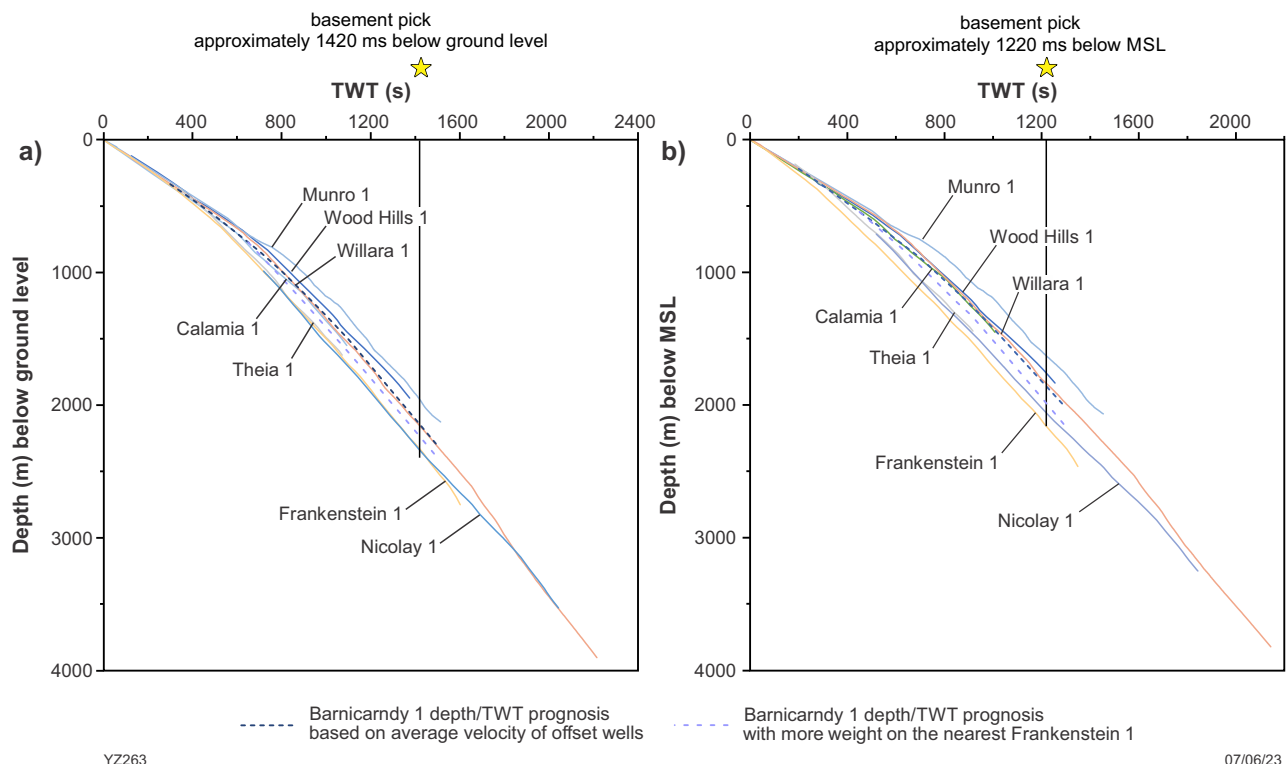 basement pick
approximately 1420 ms below ground level
TWT (s)
0 400 800 1200 1600 2000 2400
a)
0
1000
2000
3000
4000
Depth (m) below ground level
Munro 1
Wood Hills 1
Willara 1
Calamia 1
Theia 1
Frankenstein 1
Nicolay 1
basement pick
approximately 1220 ms below MSL
TWT (s)
0 400 800 1200 1600 2000
b)
0
1000
2000
3000
4000
Depth (m) below MSL
Munro 1
Wood Hills 1
Willara 1
Calamia 1
Theia 1
Frankenstein 1
Nicolay 1
Barnicarndy 1 depth/TWT prognosis
based on average velocity of offset wells
Barnicarndy 1 depth/TWT prognosis
with more weight on the nearest Frankenstein 1
YZ263
07/06/23